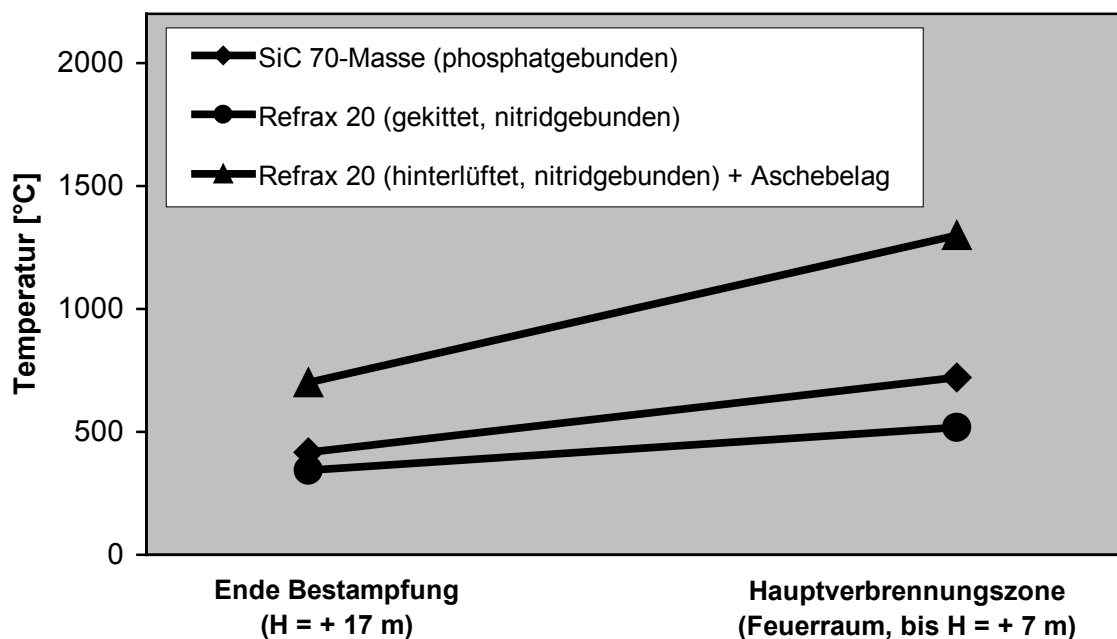 2000
1500
1000
500
0
Temperatur [°C]
SiC 70-Masse (phosphatgebunden)
Refrax 20 (gekittet, nitridgebunden)
Refrax 20 (hinterlüftet, nitridgebunden) + Aschebelag
Ende Bestampfung
(H = + 17 m)
Hauptverbrennungszone
(Feuerraum, bis H = + 7 m)